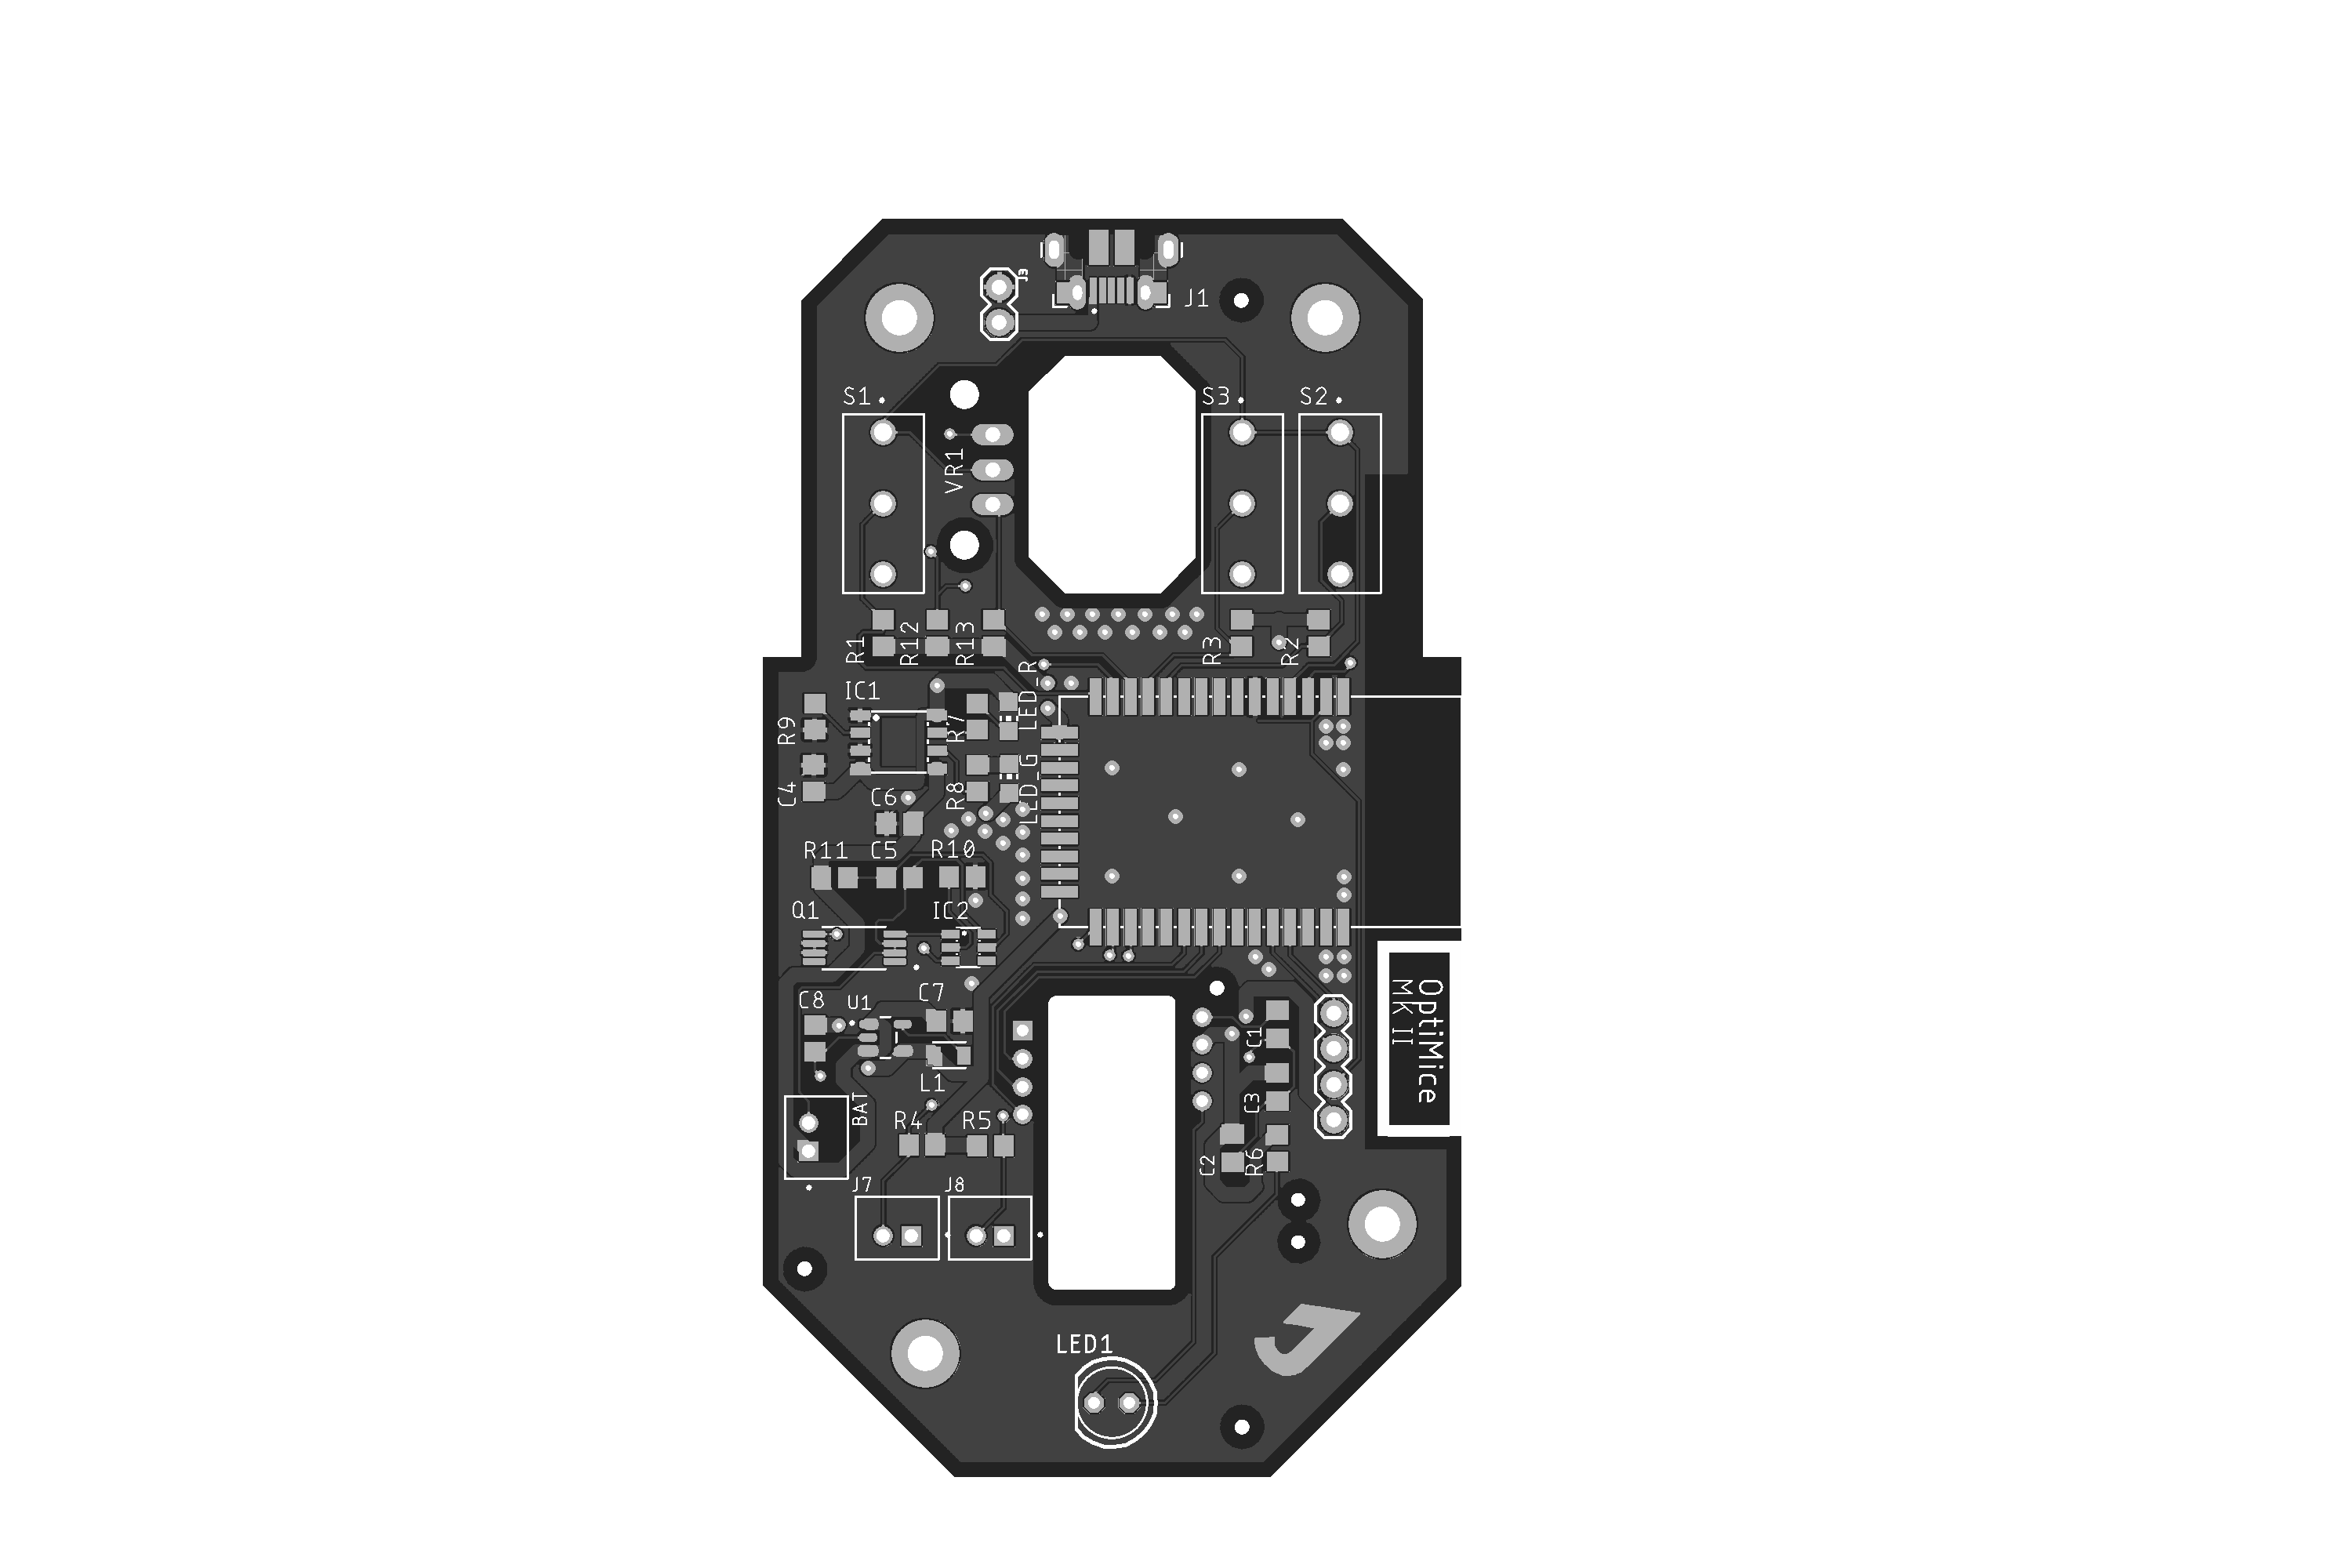 J3
J1
S1
S3
S2
VR1
R1
R12
R13
R3
R2
LED_R
IC1
R7
R9
LED_G
C4
R8
C6
R11
C5
R10
Q1
IC2
OptiMice
MK II
C8
U1
C7
C1
L1
BAT
C3
R4
R5
C2
R6
J7
J8
LED1